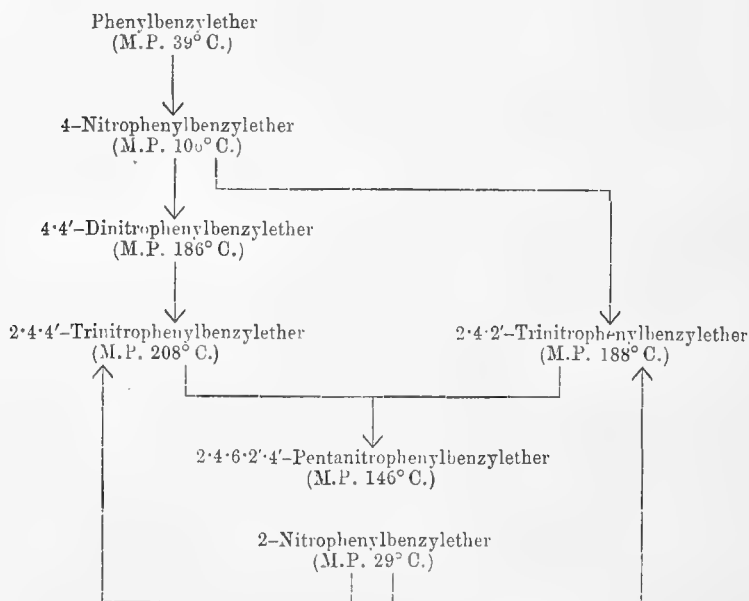 Phenylbenzylether
(M.P. 39° C.)
4-Nitrophenylbenzylether
(M.P. 106° C.)
4·4′-Dinitrophenylbenzylether
(M.P. 186° C.)
2·4·4′-Trinitrophenylbenzylether
(M.P. 208° C.)
2·4·2′-Trinitrophenylbenzylether
(M.P. 188° C.)
2·4·6·2′·4′-Pentanitrophenylbenzylether
(M.P. 146° C.)
2-Nitrophenylbenzylether
(M.P. 29° C.)